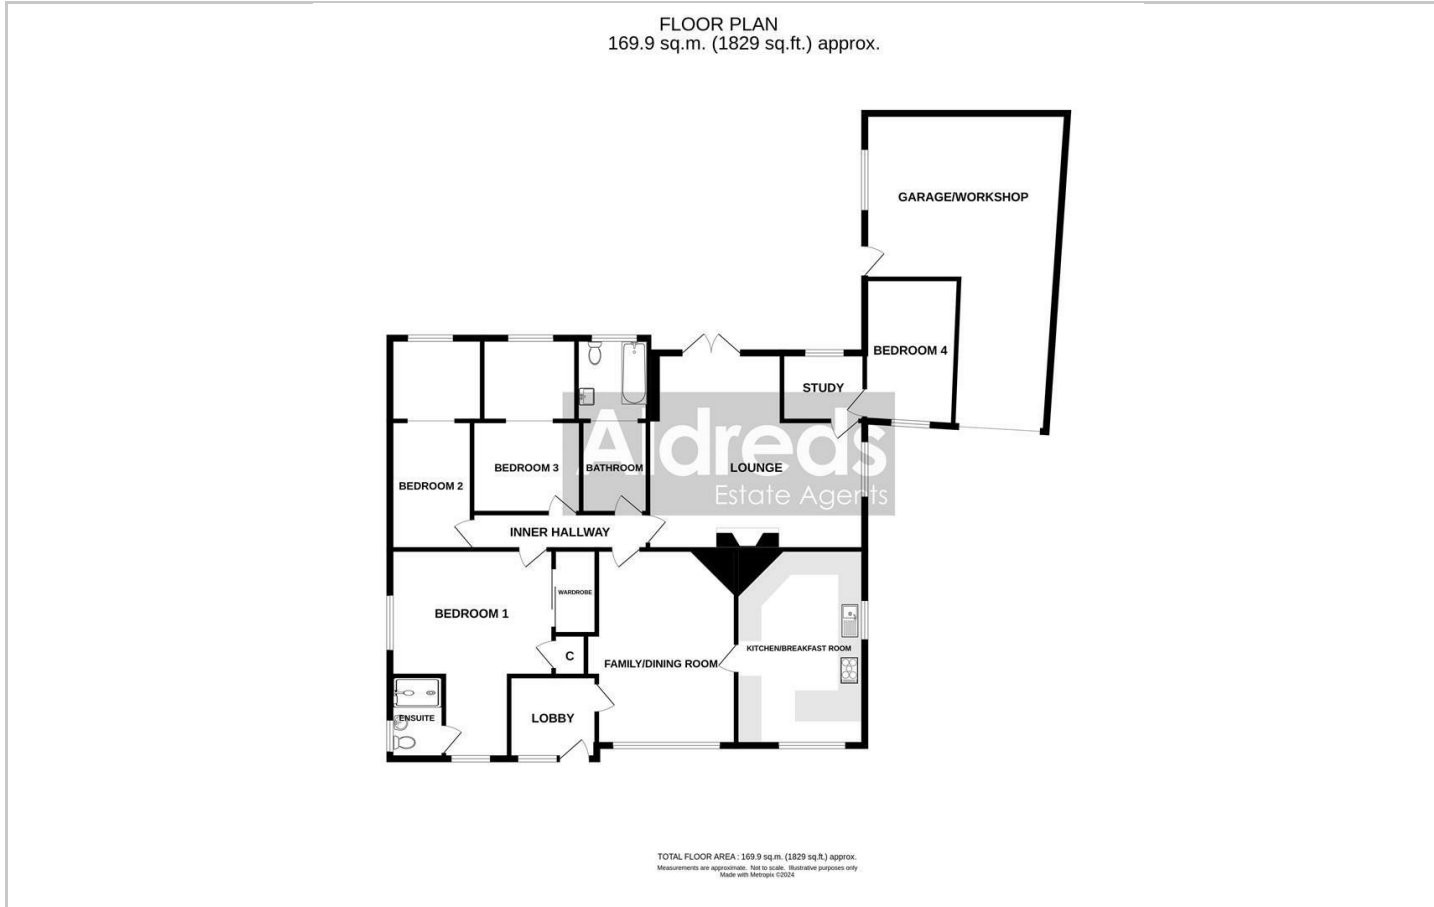 FLOOR PLAN
169.9 sq.m. (1829 sq.ft.) approx.
GARAGE/WORKSHOP
BEDROOM 4
STUDY
Aldreds
Estate Agents
LOUNGE
BATHROOM
BEDROOM 3
BEDROOM 2
INNER HALLWAY
WARDROBE
BEDROOM 1
C
FAMILY/DINING ROOM
KITCHEN/BREAKFAST ROOM
ENSUITE
LOBBY
TOTAL FLOOR AREA : 169.9 sq.m. (1829 sq.ft.) approx.
Measurements are approximate. Not to scale. Illustrative purposes only
Made with Metropix ©2024